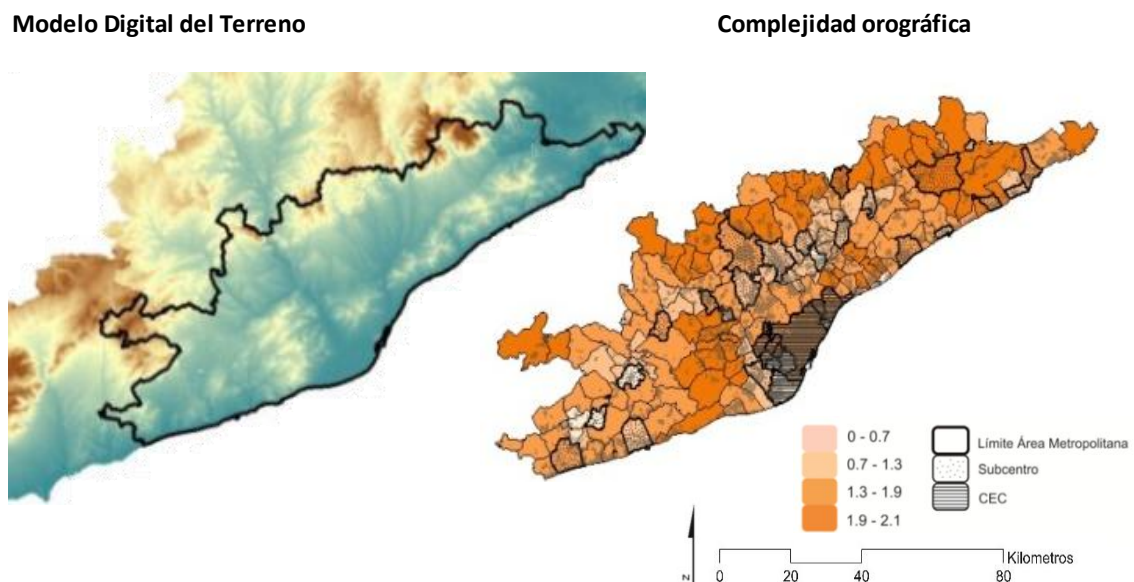 Modelo Digital del Terreno
Complejidad orográfica
0 - 0.7
0.7 - 1.3
1.3 - 1.9
1.9 - 2.1
Límite Área Metropolitana
Subcentro
CEC
N
Kilometros
0 20 40 80